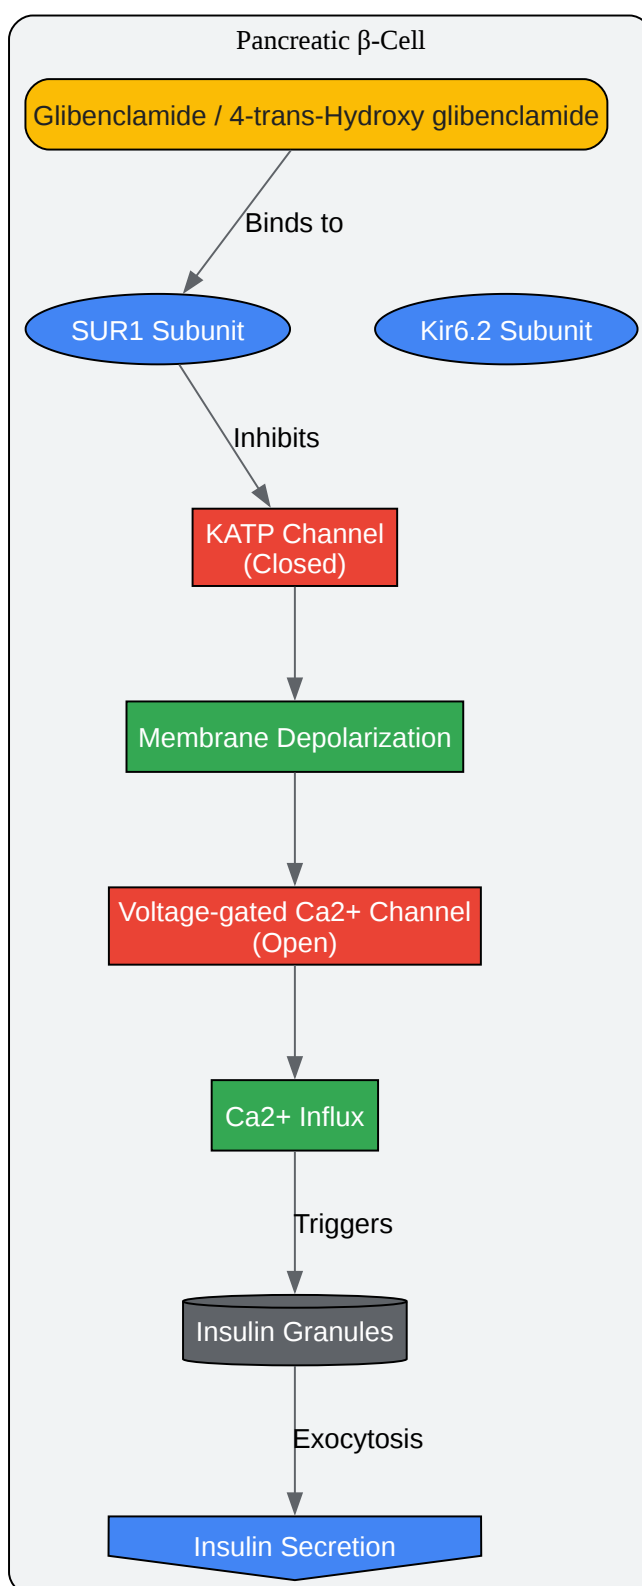 Pancreatic β-Cell
Glibenclamide / 4-trans-Hydroxy glibenclamide
Binds to
SUR1 Subunit
Kir6.2 Subunit
Inhibits
KATP Channel
(Closed)
Membrane Depolarization
Voltage-gated Ca2+ Channel
(Open)
Ca2+ Influx
Triggers
Insulin Granules
Exocytosis
Insulin Secretion